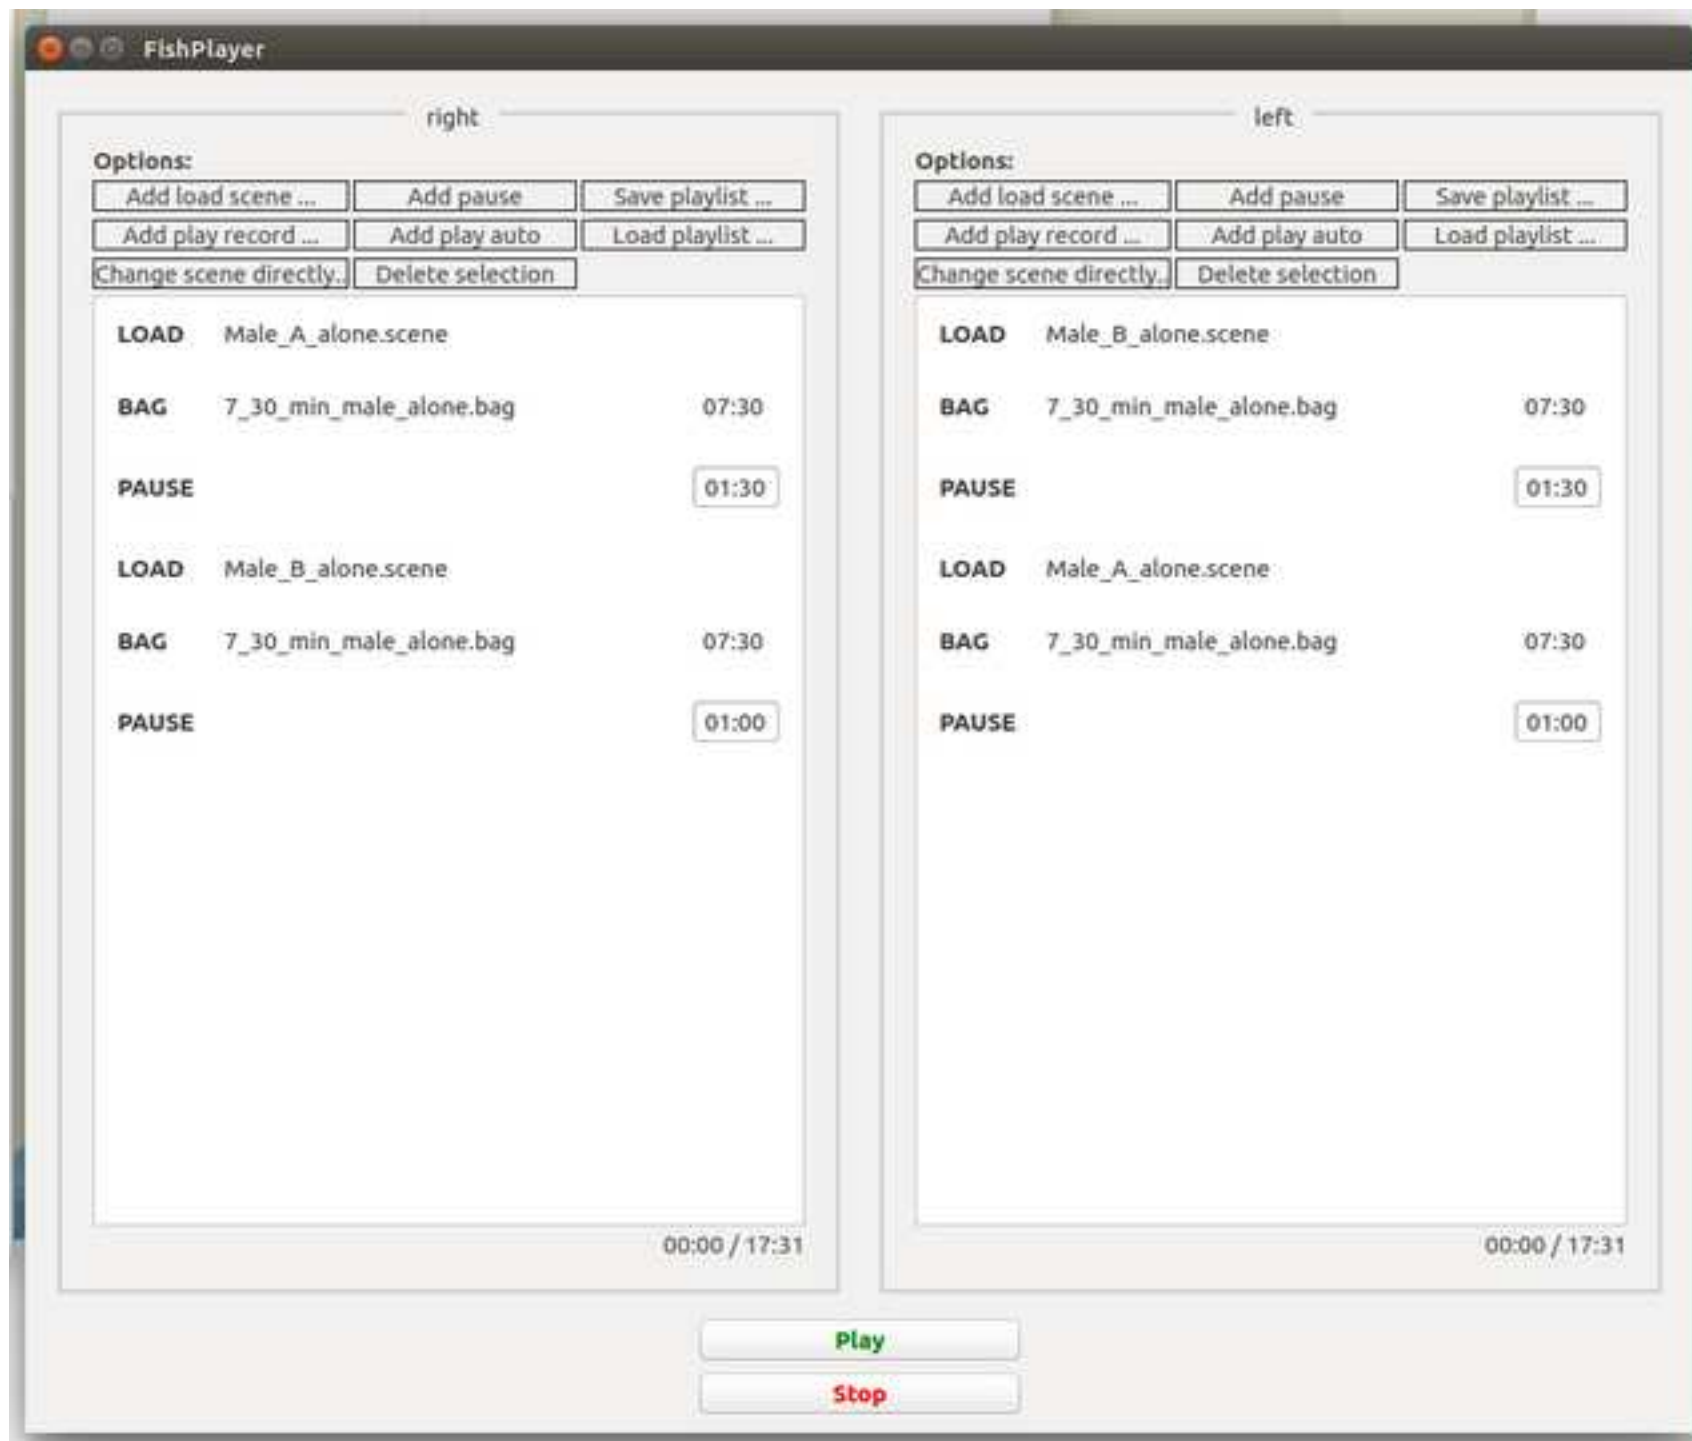 FishPlayer
right
Options:
Add load scene ... Add pause Save playlist ...
Add play record ... Add play auto Load playlist ...
Change scene directly.. Delete selection
LOAD Male_A_alone.scene
BAG 7_30_min_male_alone.bag 07:30
PAUSE 01:30
LOAD Male_B_alone.scene
BAG 7_30_min_male_alone.bag 07:30
PAUSE 01:00
00:00 / 17:31
left
Options:
Add load scene ... Add pause Save playlist ...
Add play record ... Add play auto Load playlist ...
Change scene directly.. Delete selection
LOAD Male_B_alone.scene
BAG 7_30_min_male_alone.bag 07:30
PAUSE 01:30
LOAD Male_A_alone.scene
BAG 7_30_min_male_alone.bag 07:30
PAUSE 01:00
00:00 / 17:31
Play
Stop